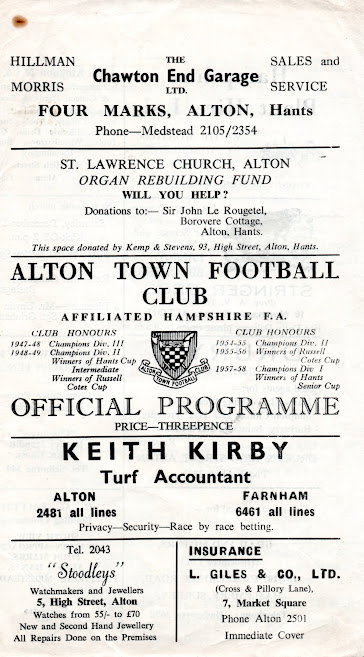 HILLMAN THE SALES and
Chawton End Garage
MORRIS LTD. SERVICE
FOUR MARKS, ALTON, Hants
Phone—Medstead 2105/2354
ST. LAWRENCE CHURCH, ALTON
ORGAN REBUILDING FUND
WILL YOU HELP?
Donations to:— Sir John Le Rougetel,
Borovere Cottage,
Alton, Hants.
This space donated by Kemp & Stevens, 93, High Street, Alton, Hants.
ALTON TOWN FOOTBALL
CLUB
AFFILIATED HAMPSHIRE F.A.
CLUB HONOURS
1947-48 Champions Div. III
1948-49 Champions Div. II
Winners of Hants Cup
Intermediate
Winners of Russell
Cotes Cup
ALTON TOWN FOOTBALL CLUB
CLUB HONOURS
1954-55 Champions Div. II
1955-56 Winners of Russell
Cotes Cup
1957-58 Champions Div I
Winners of Hants
Senior Cup
OFFICIAL PROGRAMME
PRICE—THREEPENCE
KEITH KIRBY
Turf Accountant
ALTON FARNHAM
2481 all lines 6461 all lines
Privacy—Security—Race by race betting.
Tel. 2043
"Stoodleys"
Watchmakers and Jewellers
5, High Street, Alton
Watches from 55/- to £70
New and Second Hand Jewellery
All Repairs Done on the Premises
INSURANCE
L. GILES & CO., LTD.
(Cross & Pillory Lane),
7, Market Square
Phone Alton 2501
Immediate Cover